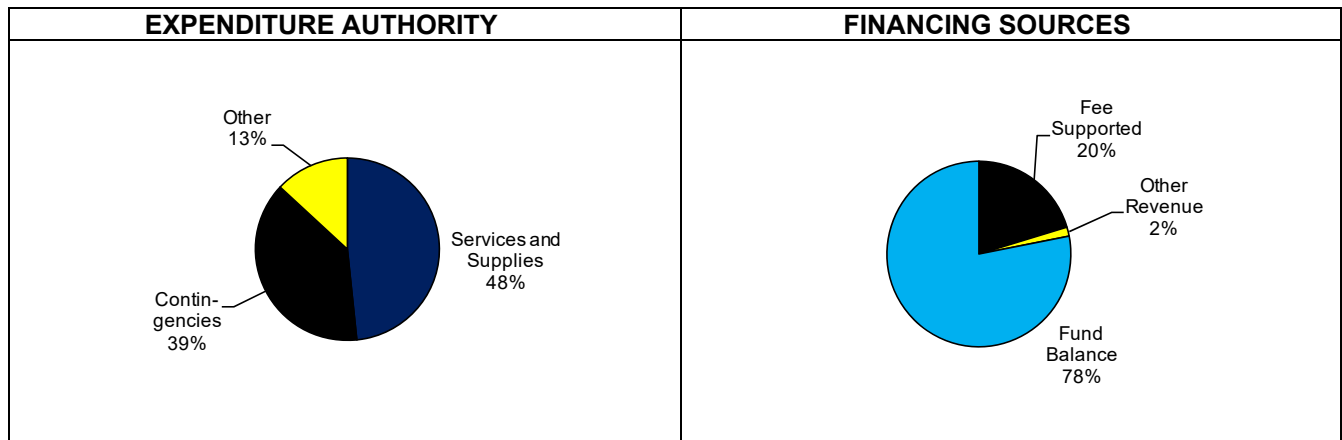 EXPENDITURE AUTHORITY
Other
13%
Services and
Supplies
48%
Contin-
gencies
39%
FINANCING SOURCES
Fee
Supported
20%
Other
Revenue
2%
Fund
Balance
78%